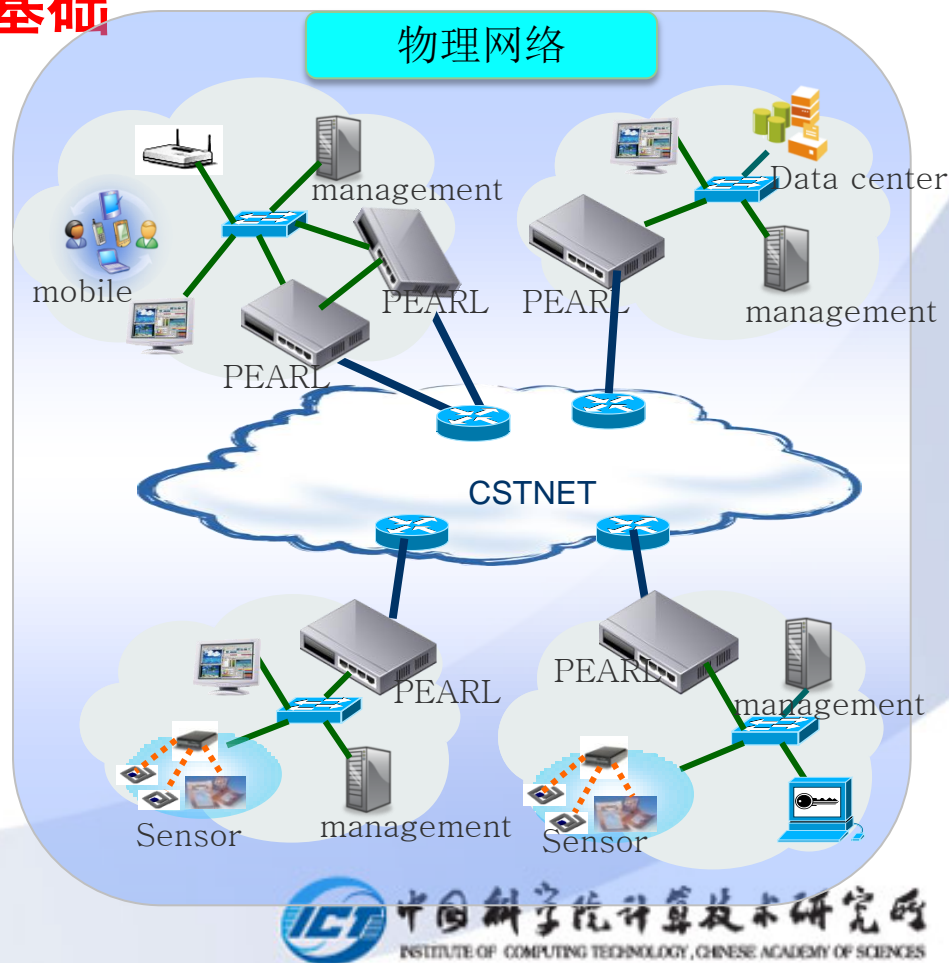 基础
物理网络
management
Data center
mobile
PEARL
PEARL
management
PEARL
CSTNET
PEARL
PEARL
management
Sensor
management
Sensor
ICT
中国科学院计算技术研究所
INSTITUTE OF COMPUTING TECHNOLOGY, CHINESE ACADEMY OF SCIENCES